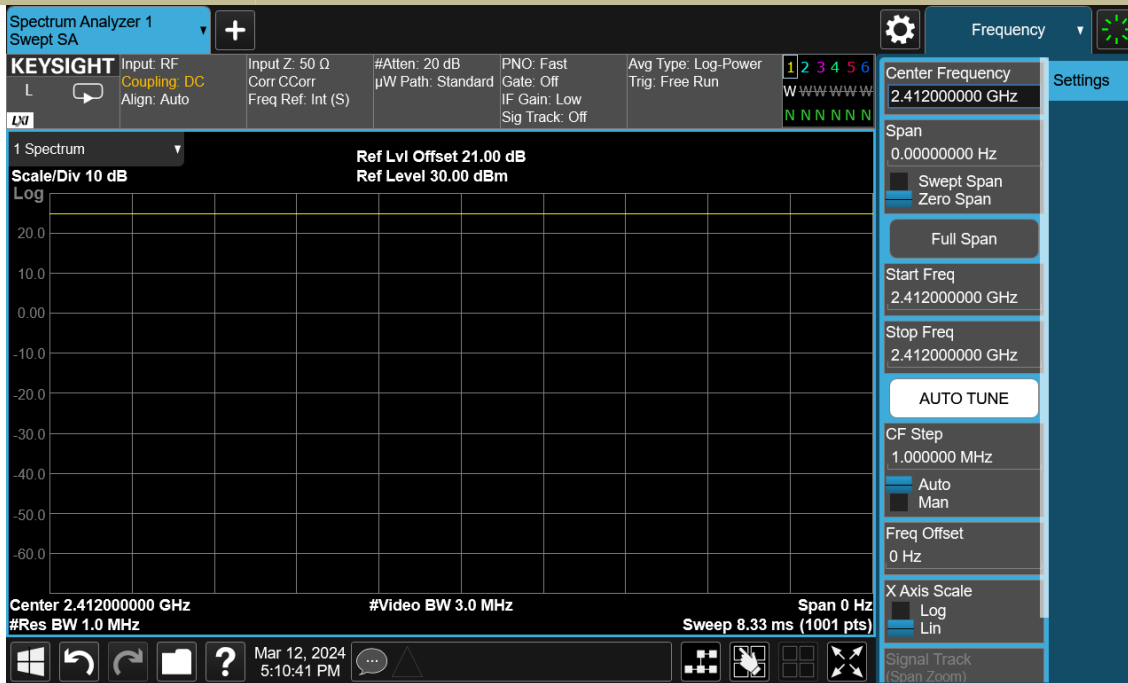 Spectrum Analyzer 1
Swept SA
+
Frequency
KEYSIGHT
L
LXI
Input: RF
Coupling: DC
Align: Auto
Input Z: 50 Ω
Corr CCorr
Freq Ref: Int (S)
#Atten: 20 dB
µW Path: Standard
PNO: Fast
Gate: Off
IF Gain: Low
Sig Track: Off
Avg Type: Log-Power
Trig: Free Run
1 2 3 4 5 6
W W W W W W
N N N N N N
1 Spectrum
Scale/Div 10 dB
Ref Lvl Offset 21.00 dB
Ref Level 30.00 dBm
Log
20.0
10.0
0.00
-10.0
-20.0
-30.0
-40.0
-50.0
-60.0
Center 2.412000000 GHz
#Video BW 3.0 MHz
Span 0 Hz
#Res BW 1.0 MHz
Sweep 8.33 ms (1001 pts)
?
Mar 12, 2024
5:10:41 PM
Center Frequency
2.412000000 GHz
Settings
Span
0.00000000 Hz
Swept Span
Zero Span
Full Span
Start Freq
2.412000000 GHz
Stop Freq
2.412000000 GHz
AUTO TUNE
CF Step
1.000000 MHz
Auto
Man
Freq Offset
0 Hz
X Axis Scale
Log
Lin
Signal Track
(Span Zoom)